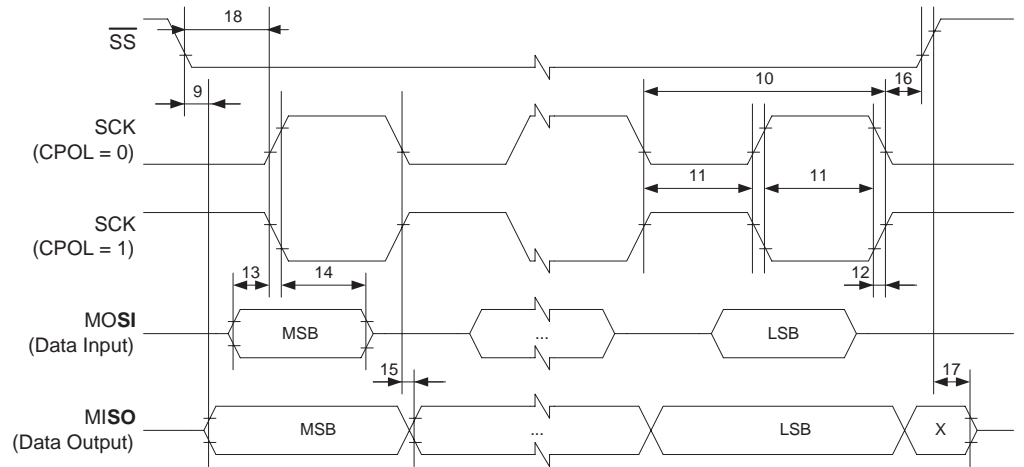 18
SS
9
10
16
SCK
(CPOL = 0)
11
11
SCK
(CPOL = 1)
13
14
12
MOSI
(Data Input)
MSB
...
LSB
15
17
MISO
(Data Output)
MSB
...
LSB
X